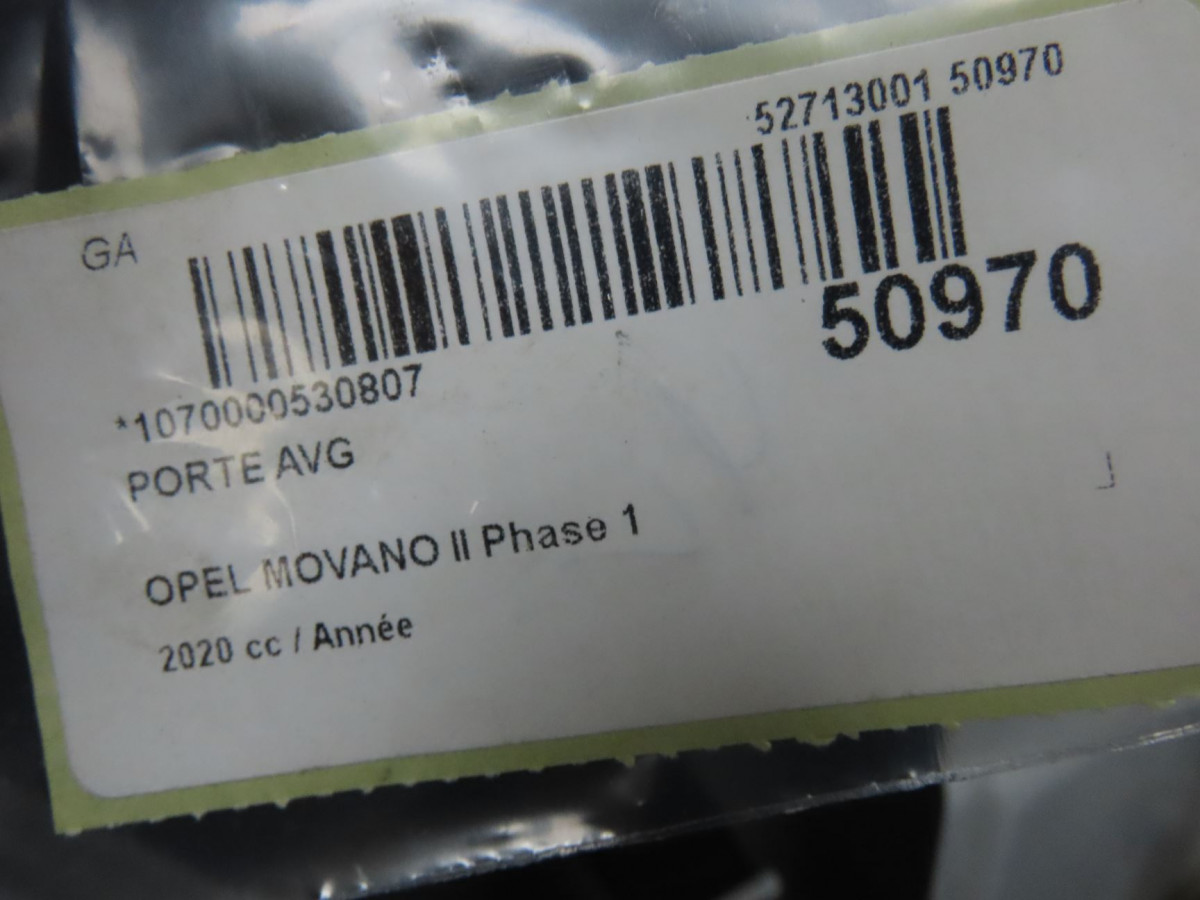 52713001 50970
GA
50970
*1070000530807
PORTE AVG
OPEL MOVANO II Phase 1
2020 cc / Année